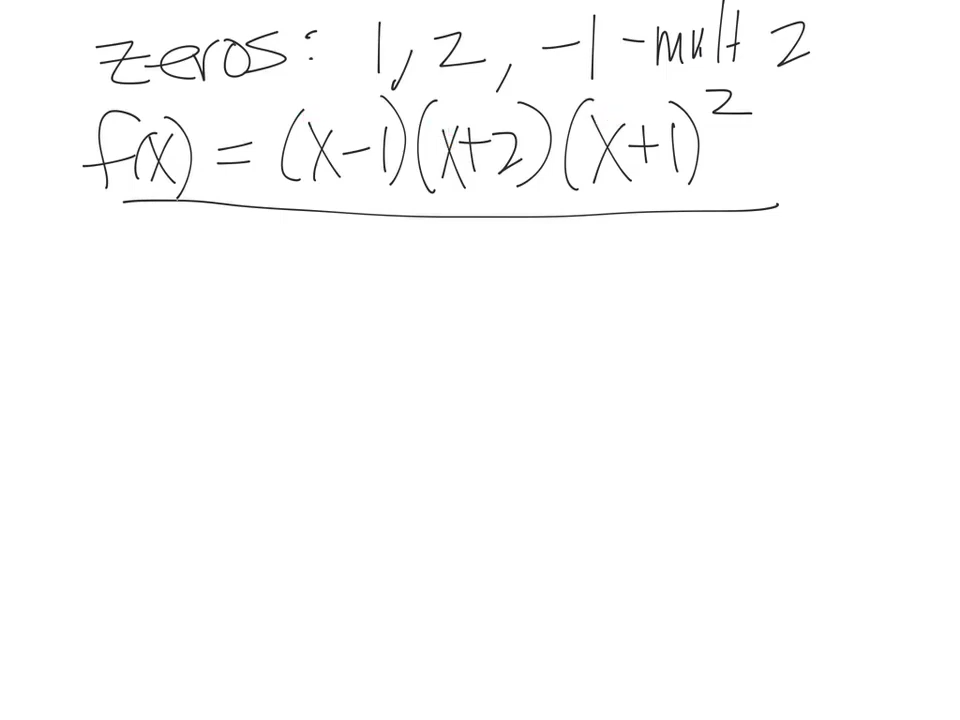 zeros: 1, 2, -1 - mult 2
f(x) = (x-1)(x+2)(x+1)²